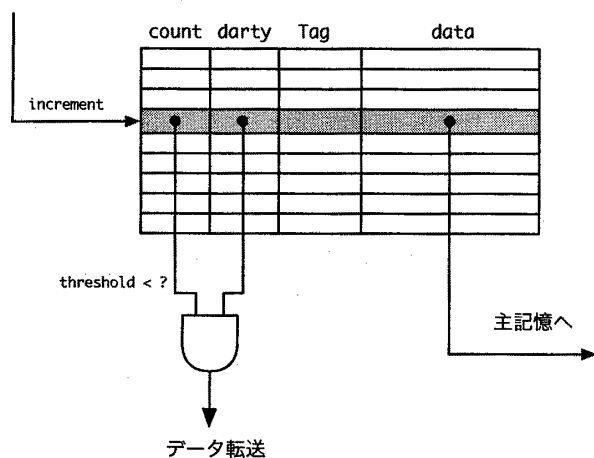 count darty Tag data
increment
threshold < ?
主記憶へ
データ転送